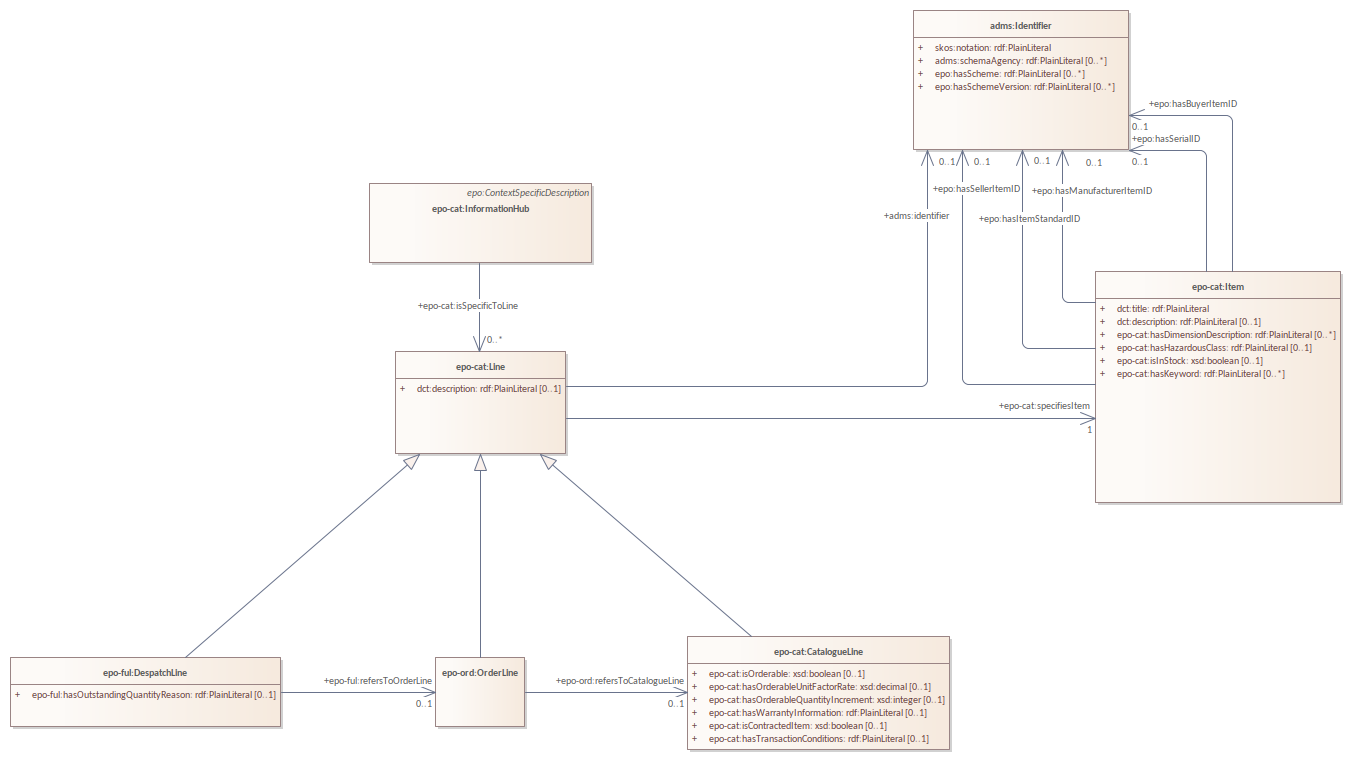 adms:Identifier
+ skos:notation: rdf:PlainLiteral
+ adms:schemaAgency: rdf:PlainLiteral [0..*]
+ epo:hasScheme: rdf:PlainLiteral [0..*]
+ epo:hasSchemeVersion: rdf:PlainLiteral [0..*]
+epo:hasBuyerItemID
0..1
+epo:hasSerialID
0..1
0..1
0..1
0..1
0..1
+epo:hasSellerItemID
+epo:hasManufacturerItemID
+adms:identifier
+epo:hasItemStandardID
epo:ContextSpecificDescription
epo-cat:InformationHub
+epo-cat:isSpecificToLine
0..*
epo-cat:Line
+ dct:description: rdf:PlainLiteral [0..1]
epo-cat:Item
+ dct:title: rdf:PlainLiteral
+ dct:description: rdf:PlainLiteral [0..1]
+ epo-cat:hasDimensionDescription: rdf:PlainLiteral [0..*]
+ epo-cat:hasHazardousClass: rdf:PlainLiteral [0..1]
+ epo-cat:isInStock: xsd:boolean [0..1]
+ epo-cat:hasKeyword: rdf:PlainLiteral [0..*]
+epo-cat:specifiesItem
1
epo-ful:DespatchLine
+ epo-ful:hasOutstandingQuantityReason: rdf:PlainLiteral [0..1]
+epo-ful:refersToOrderLine
0..1
epo-ord:OrderLine
+epo-ord:refersToCatalogueLine
0..1
epo-cat:CatalogueLine
+ epo-cat:isOrderable: xsd:boolean [0..1]
+ epo-cat:hasOrderableUnitFactorRate: xsd:decimal [0..1]
+ epo-cat:hasOrderableQuantityIncrement: xsd:integer [0..1]
+ epo-cat:hasWarrantyInformation: rdf:PlainLiteral [0..1]
+ epo-cat:isContractedItem: xsd:boolean [0..1]
+ epo-cat:hasTransactionConditions: rdf:PlainLiteral [0..1]